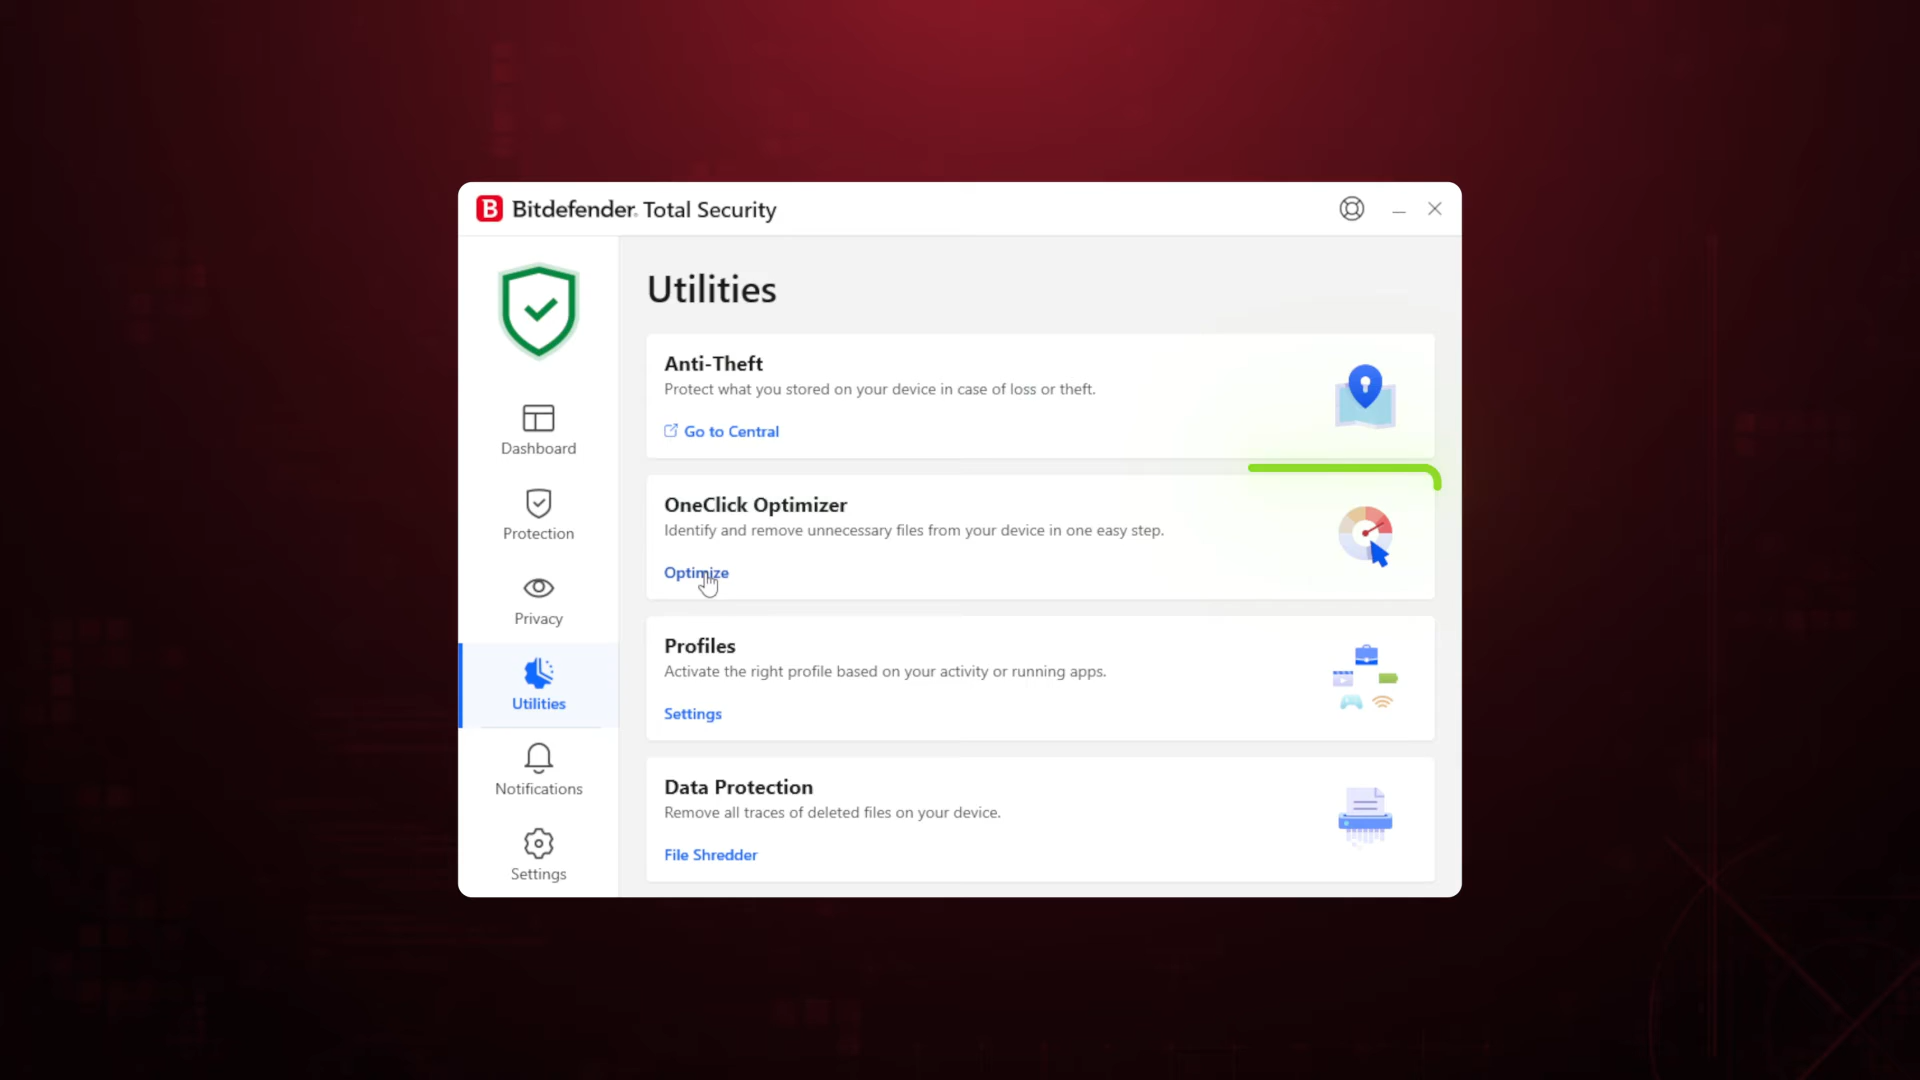 B Bitdefender Total Security
Utilities
Anti-Theft
Protect what you stored on your device in case of loss or theft.
Go to Central
OneClick Optimizer
Identify and remove unnecessary files from your device in one easy step.
Optimize
Profiles
Activate the right profile based on your activity or running apps.
Settings
Data Protection
Remove all traces of deleted files on your device.
File Shredder
Dashboard
Protection
Privacy
Utilities
Notifications
Settings